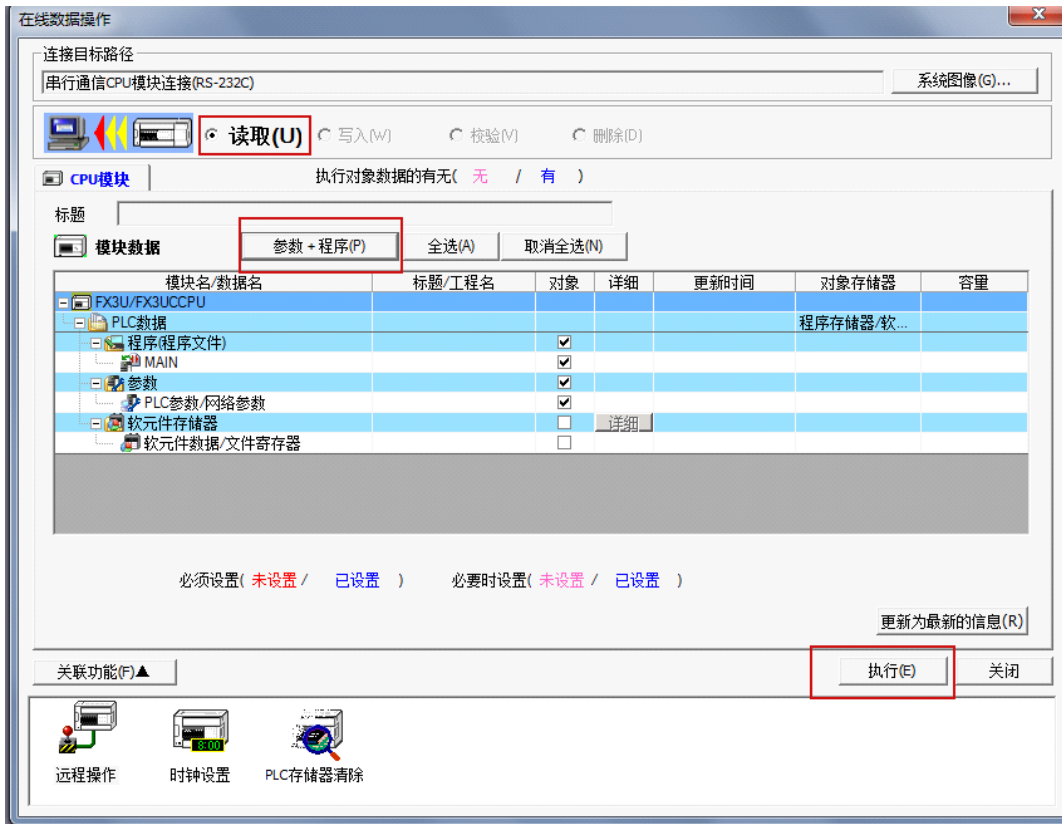 在线数据操作
连接目标路径
串行通信CPU模块连接(RS-232C)
系统图像(G)...
读取(U) 写入(W) 校验(V) 删除(D)
CPU模块 执行对象数据的有无( 无 / 有 )
标题
模块数据 参数+程序(P) 全选(A) 取消全选(N)
模块名/数据名 标题/工程名 对象 详细 更新时间 对象存储器 容量
FX3U/FX3UCCPU
PLC数据 程序存储器/软...
程序(程序文件)
MAIN
参数
PLC参数/网络参数
软元件存储器 详细
软元件数据/文件寄存器
必须设置( 未设置 / 已设置 ) 必要时设置( 未设置 / 已设置 )
更新为最新的信息(R)
关联功能(F)▲ 执行(E) 关闭
8:00
远程操作 时钟设置 PLC存储器清除